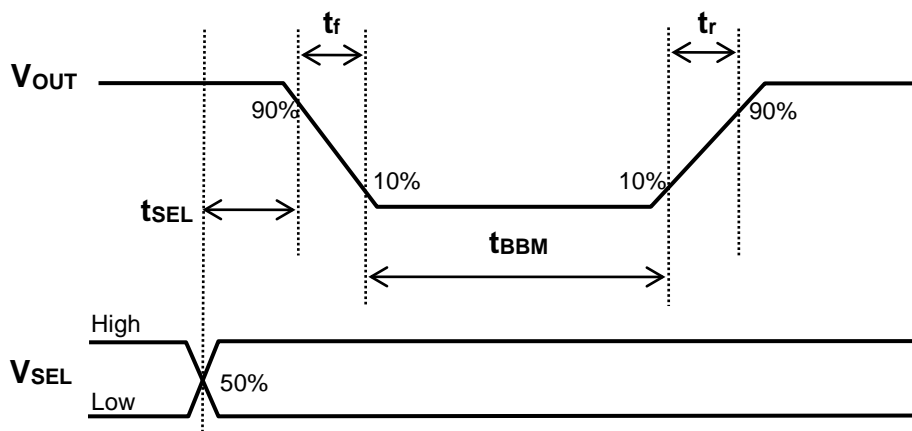 tf
tr
VOUT
90%
90%
10%
10%
tSEL
tBBM
High
VSEL
50%
Low